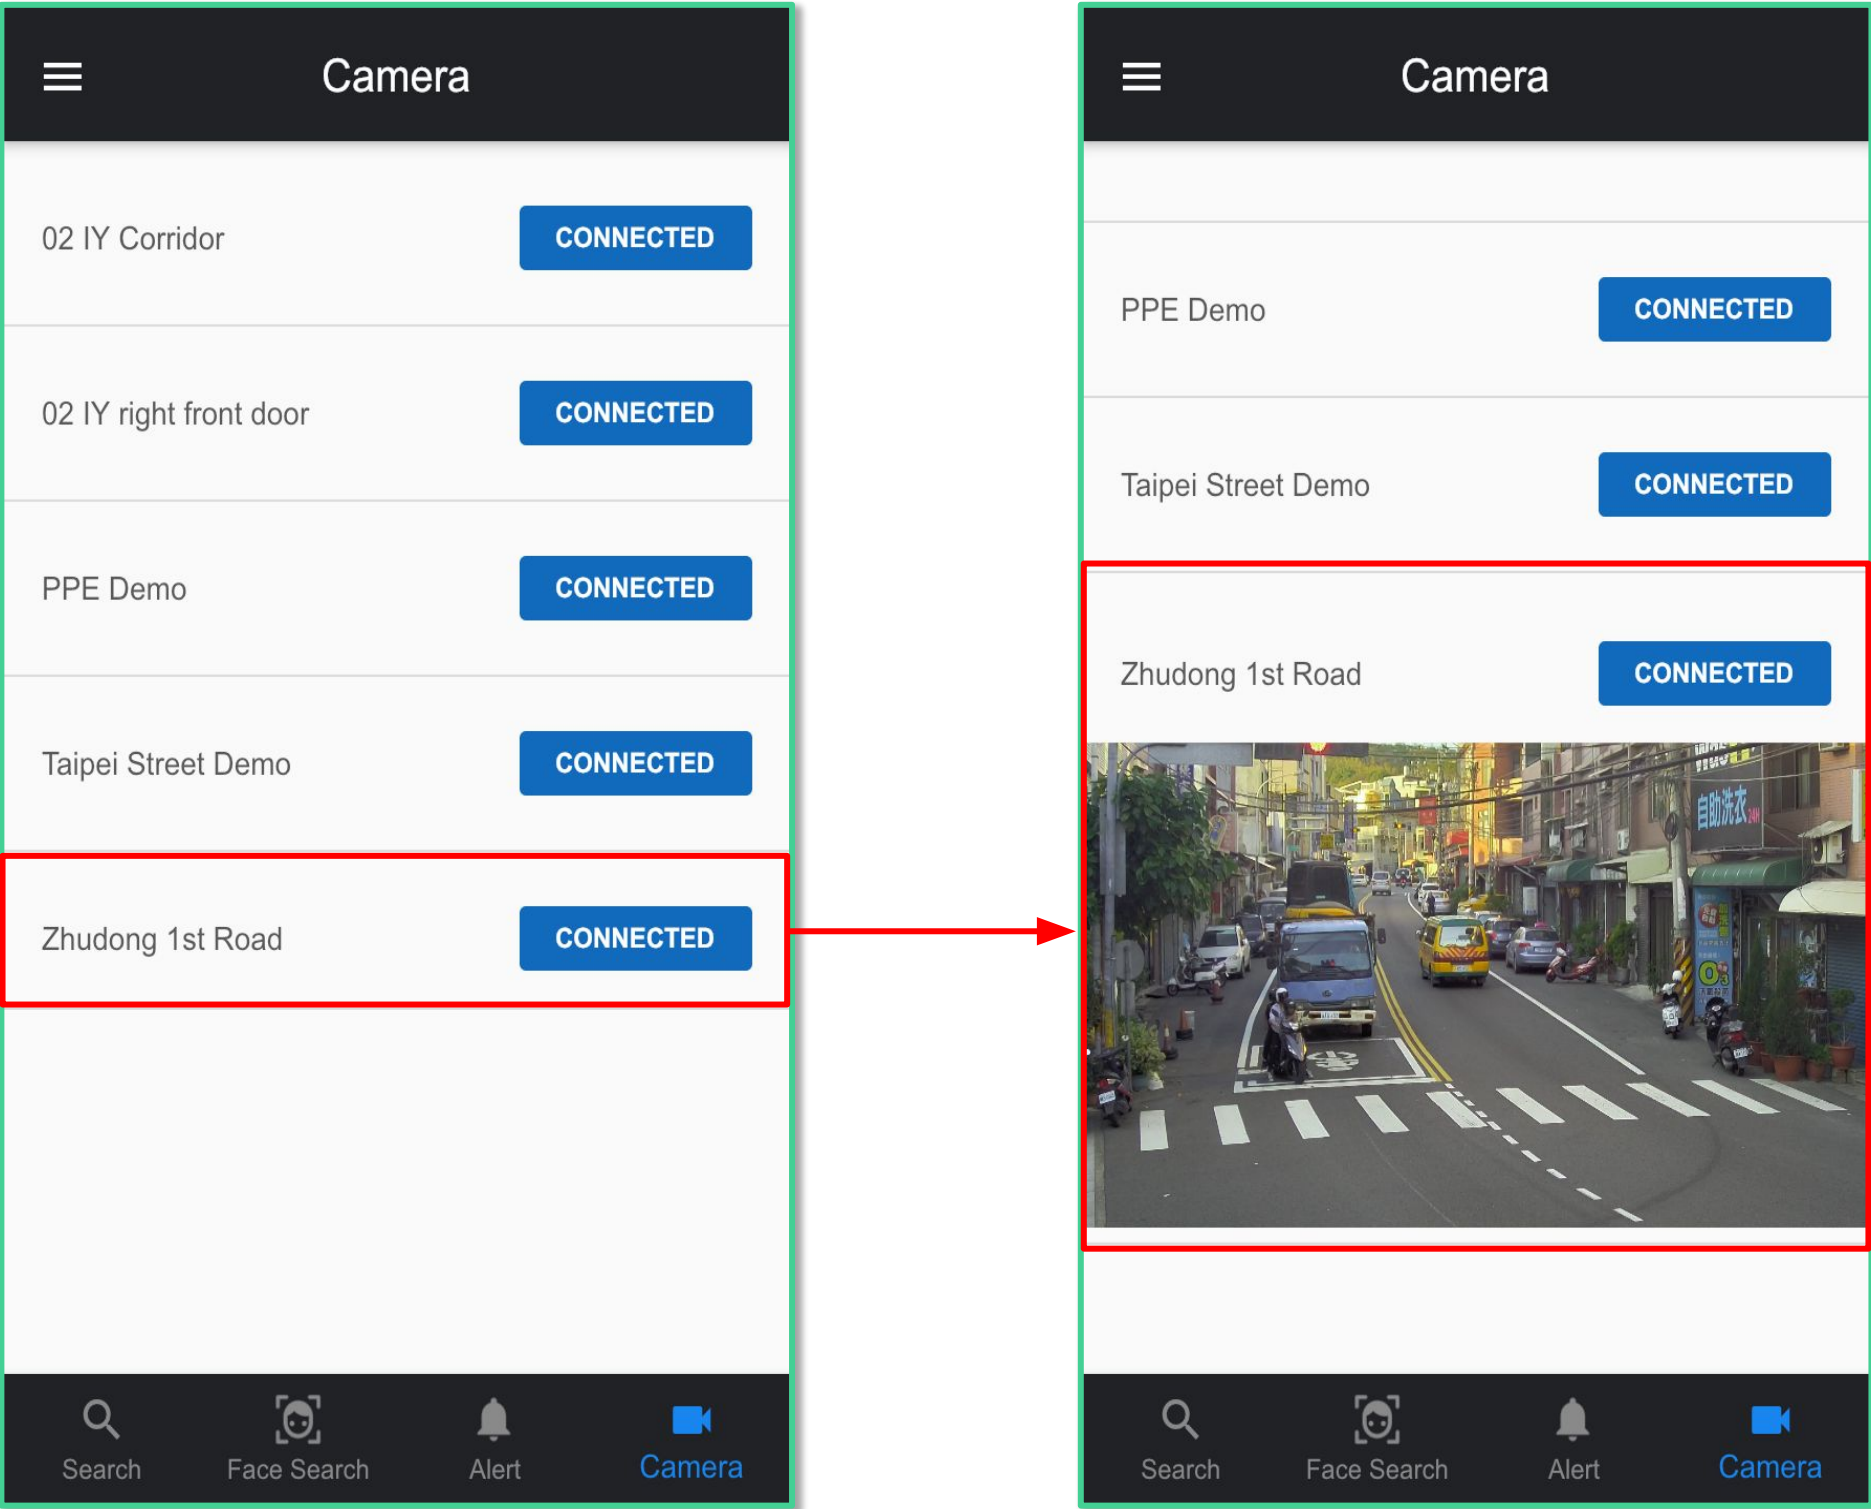 Camera
02 IY Corridor
CONNECTED
02 IY right front door
CONNECTED
PPE Demo
CONNECTED
Taipei Street Demo
CONNECTED
Zhudong 1st Road
CONNECTED
Search
Face Search
Alert
Camera
Camera
PPE Demo
CONNECTED
Taipei Street Demo
CONNECTED
Zhudong 1st Road
CONNECTED
自助洗衣 24H
Search
Face Search
Alert
Camera